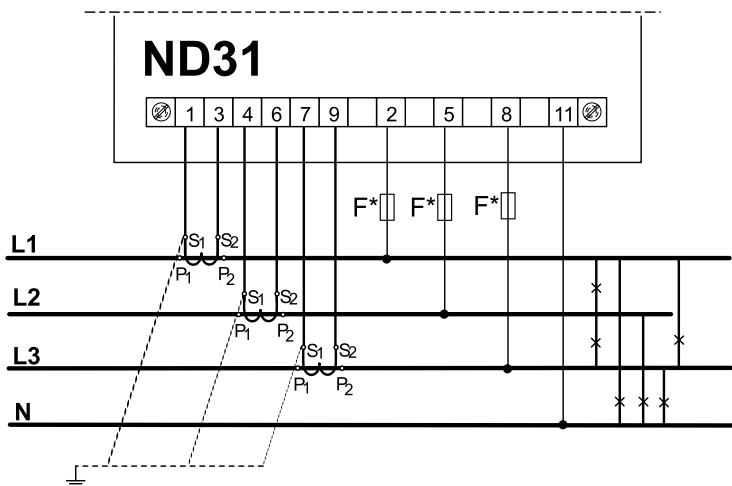 ND31
1 3 4 6 7 9 2 5 8 11
F* F* F*
L1
S1 S2
P1 P2
L2
S1 S2
P1 P2
L3
S1 S2
P1 P2
N